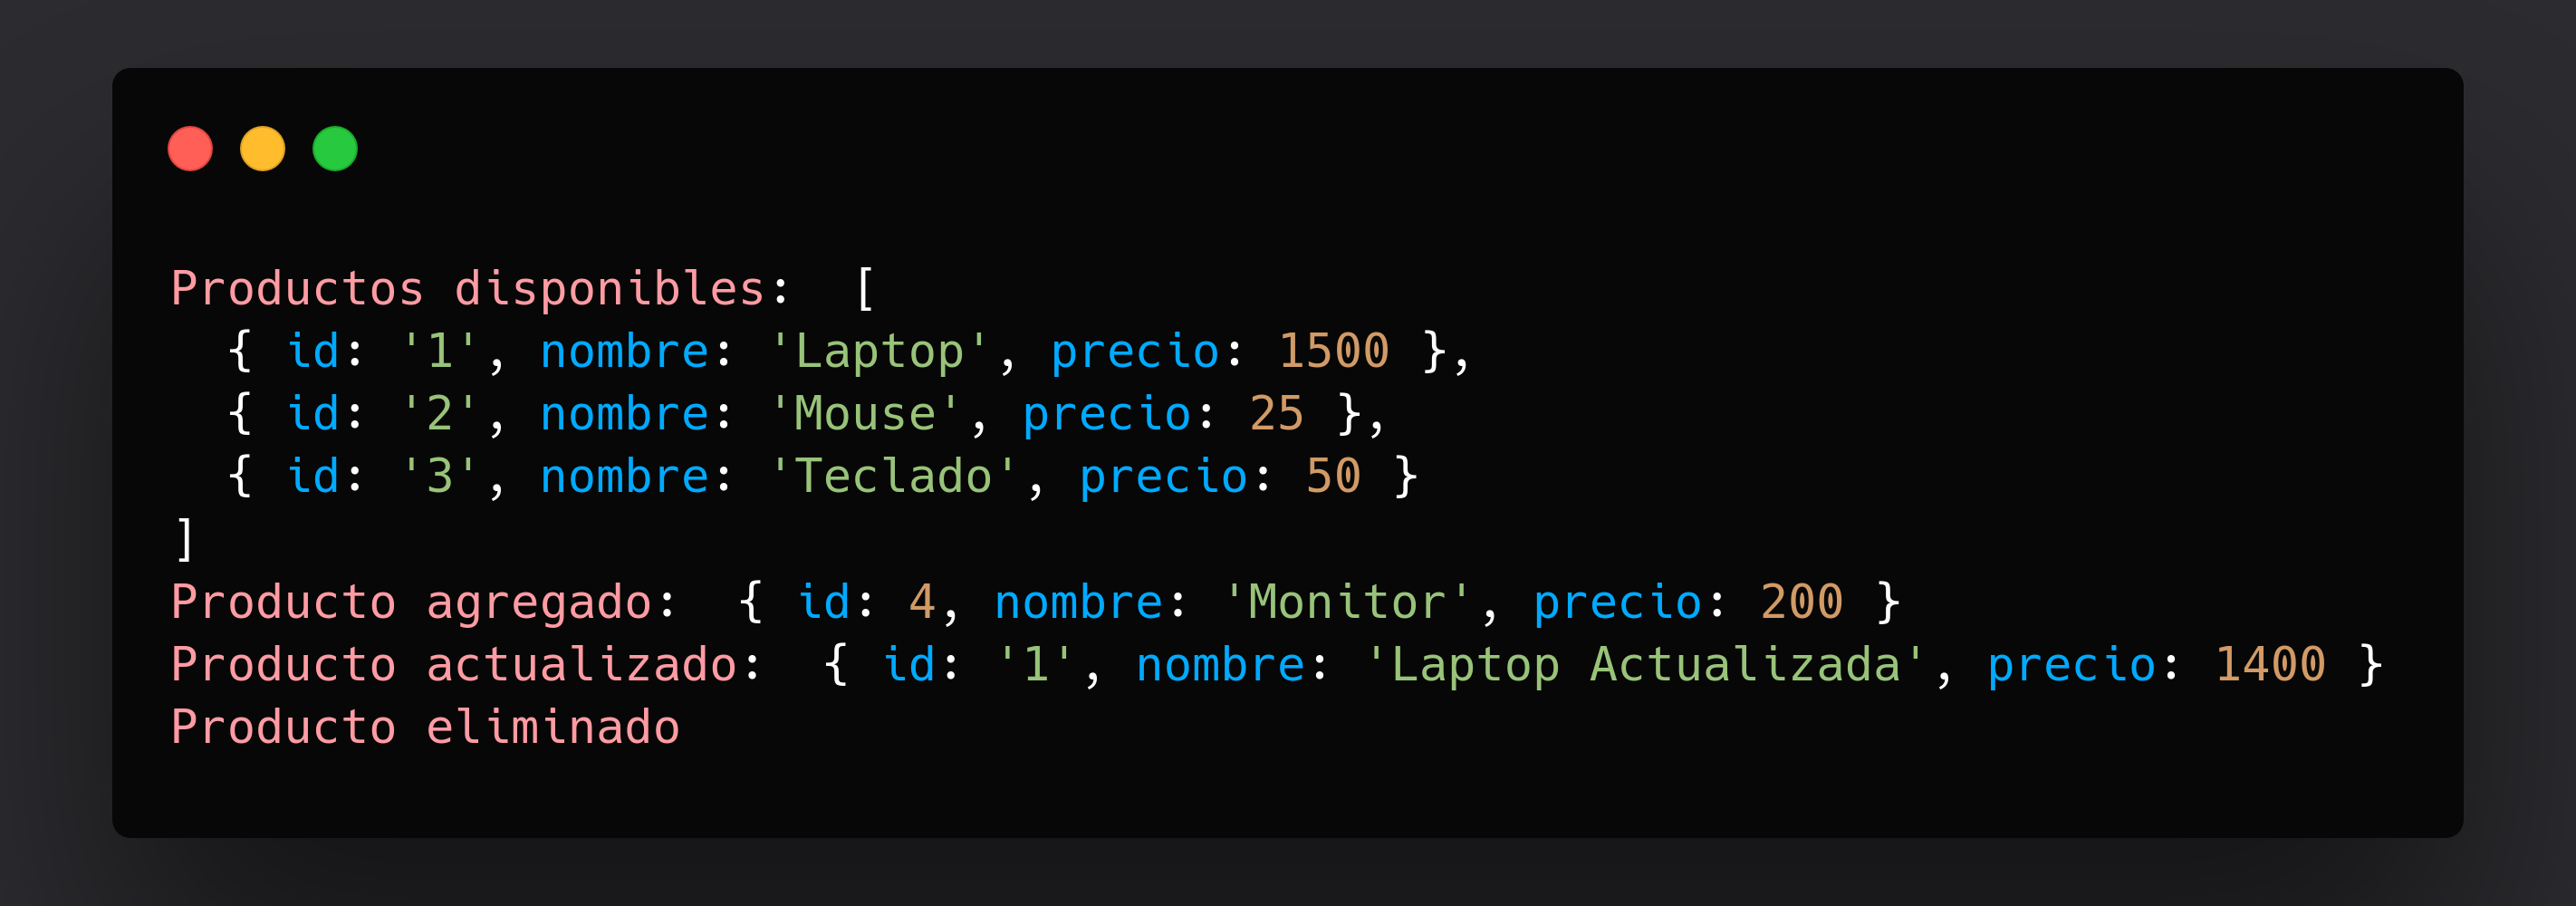 Productos disponibles:  [
  { id: '1', nombre: 'Laptop', precio: 1500 },
  { id: '2', nombre: 'Mouse', precio: 25 },
  { id: '3', nombre: 'Teclado', precio: 50 }
]
Producto agregado:  { id: 4, nombre: 'Monitor', precio: 200 }
Producto actualizado:  { id: '1', nombre: 'Laptop Actualizada', precio: 1400 }
Producto eliminado